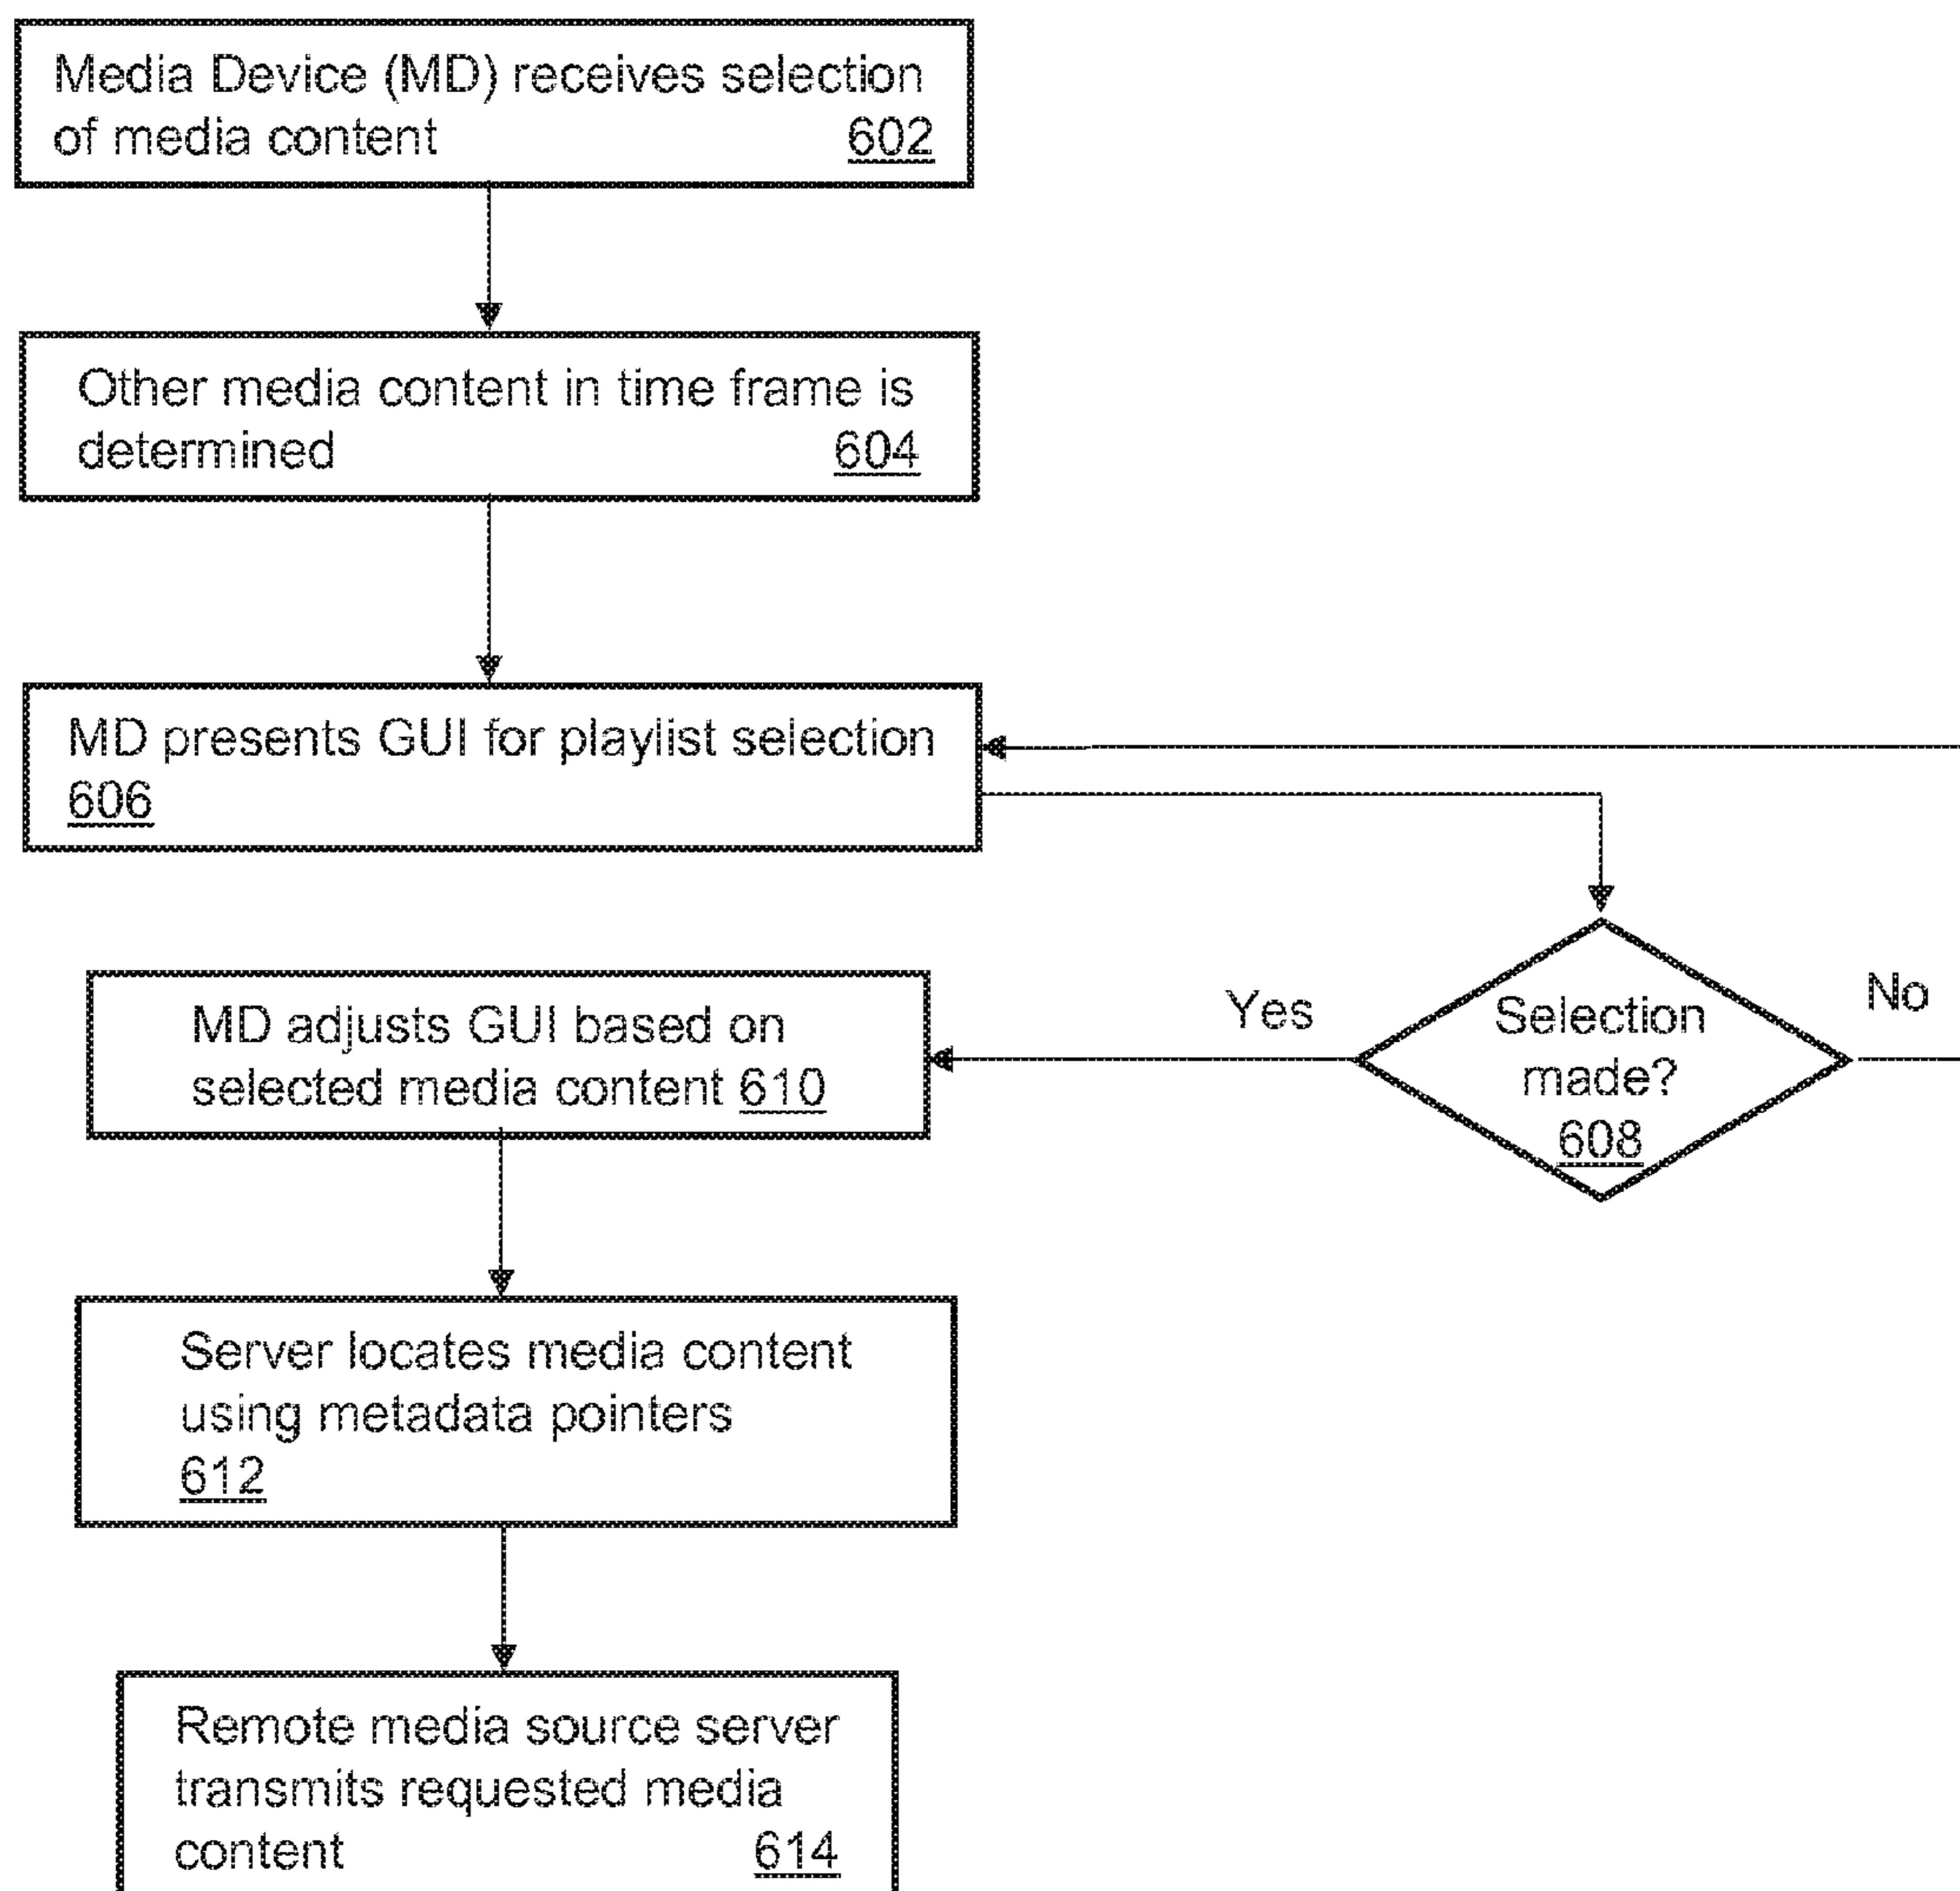 Media Device (MD) receives selection
of media content 602
Other media content in time frame is
determined 604
MD presents GUI for playlist selection
606
MD adjusts GUI based on
selected media content 610
Yes
Selection
made?
608
No
Server locates media content
using metadata pointers
612
Remote media source server
transmits requested media
content 614